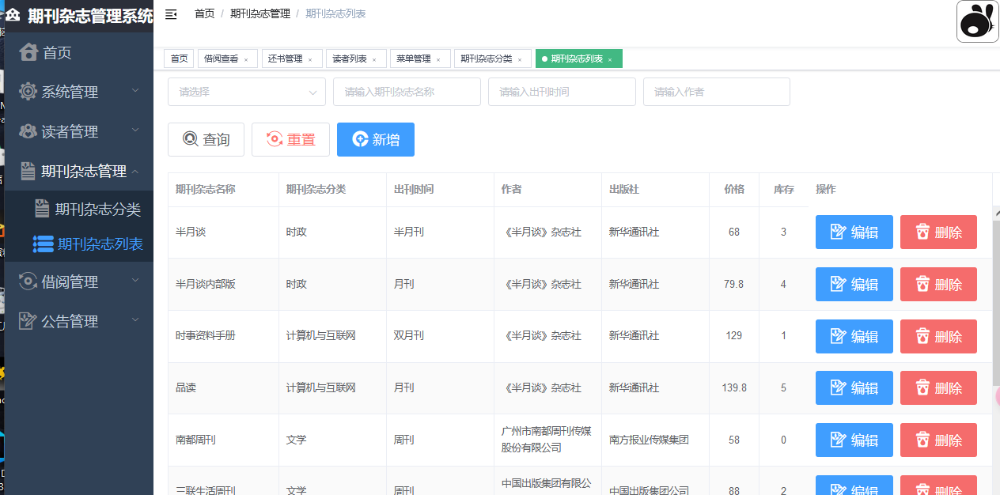 期刊杂志管理系统
首页 / 期刊杂志管理 / 期刊杂志列表
首页
系统管理
读者管理
期刊杂志管理
期刊杂志分类
期刊杂志列表
借阅管理
公告管理
首页 借阅查看 × 还书管理 × 读者列表 × 菜单管理 × 期刊杂志分类 × 期刊杂志列表 ×
请选择 请输入期刊杂志名称 请输入出刊时间 请输入作者
查询 重置 新增
期刊杂志名称 期刊杂志分类 出刊时间 作者 出版社 价格 库存 操作
半月谈 时政 半月刊 《半月谈》杂志社 新华通讯社 68 3 编辑 删除
半月谈内部版 时政 月刊 《半月谈》杂志社 新华通讯社 79.8 4 编辑 删除
时事资料手册 计算机与互联网 双月刊 《半月谈》杂志社 新华通讯社 129 1 编辑 删除
品读 计算机与互联网 月刊 《半月谈》杂志社 新华通讯社 139.8 5 编辑 删除
南都周刊 文学 周刊 广州市南都周刊传媒
股份有限公司 南方报业传媒集团 58 0 编辑 删除
三联生活周刊 文学 周刊 中国出版集团有限公
中国出版集团公司 88 2 编辑 删除